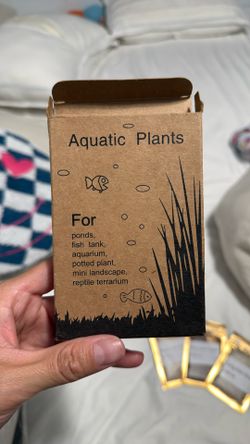 Aquatic Plants
For
ponds,
fish tank,
aquarium,
potted plant,
mini landscape,
reptile terrarium